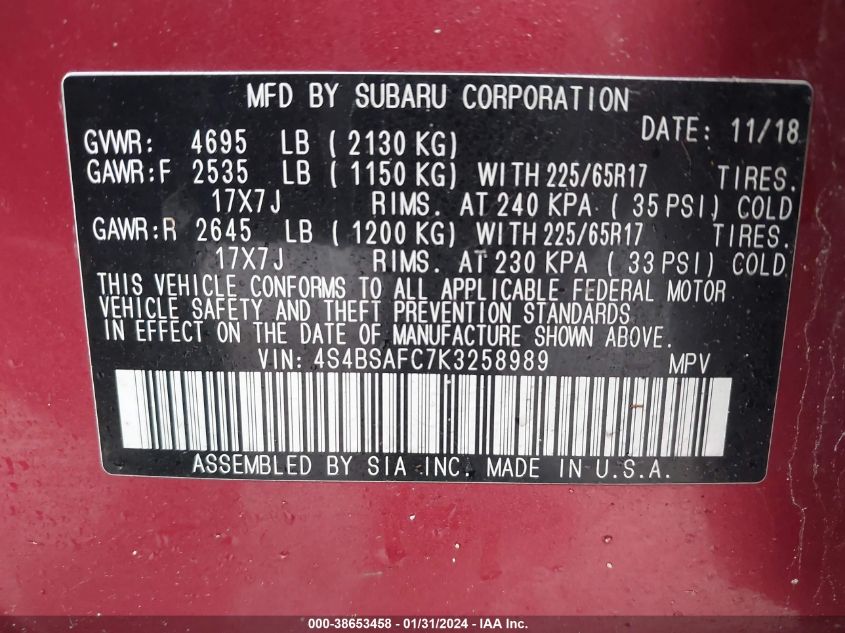 MFD BY SUBARU CORPORATION
DATE: 11/18
GVWR: 4695 LB ( 2130 KG)
GAWR:F 2535 LB ( 1150 KG) WITH 225/65R17 TIRES.
17X7J RIMS. AT 240 KPA ( 35 PSI) COLD
GAWR:R 2645 LB ( 1200 KG) WITH 225/65R17 TIRES.
17X7J RIMS. AT 230 KPA ( 33 PSI) COLD
THIS VEHICLE CONFORMS TO ALL APPLICABLE FEDERAL MOTOR
VEHICLE SAFETY AND THEFT PREVENTION STANDARDS
IN EFFECT ON THE DATE OF MANUFACTURE SHOWN ABOVE.
VIN: 4S4BSAFC7K3258989 MPV
ASSEMBLED BY SIA INC. MADE IN U.S.A.
000-38653458 - 01/31/2024 - IAA Inc.